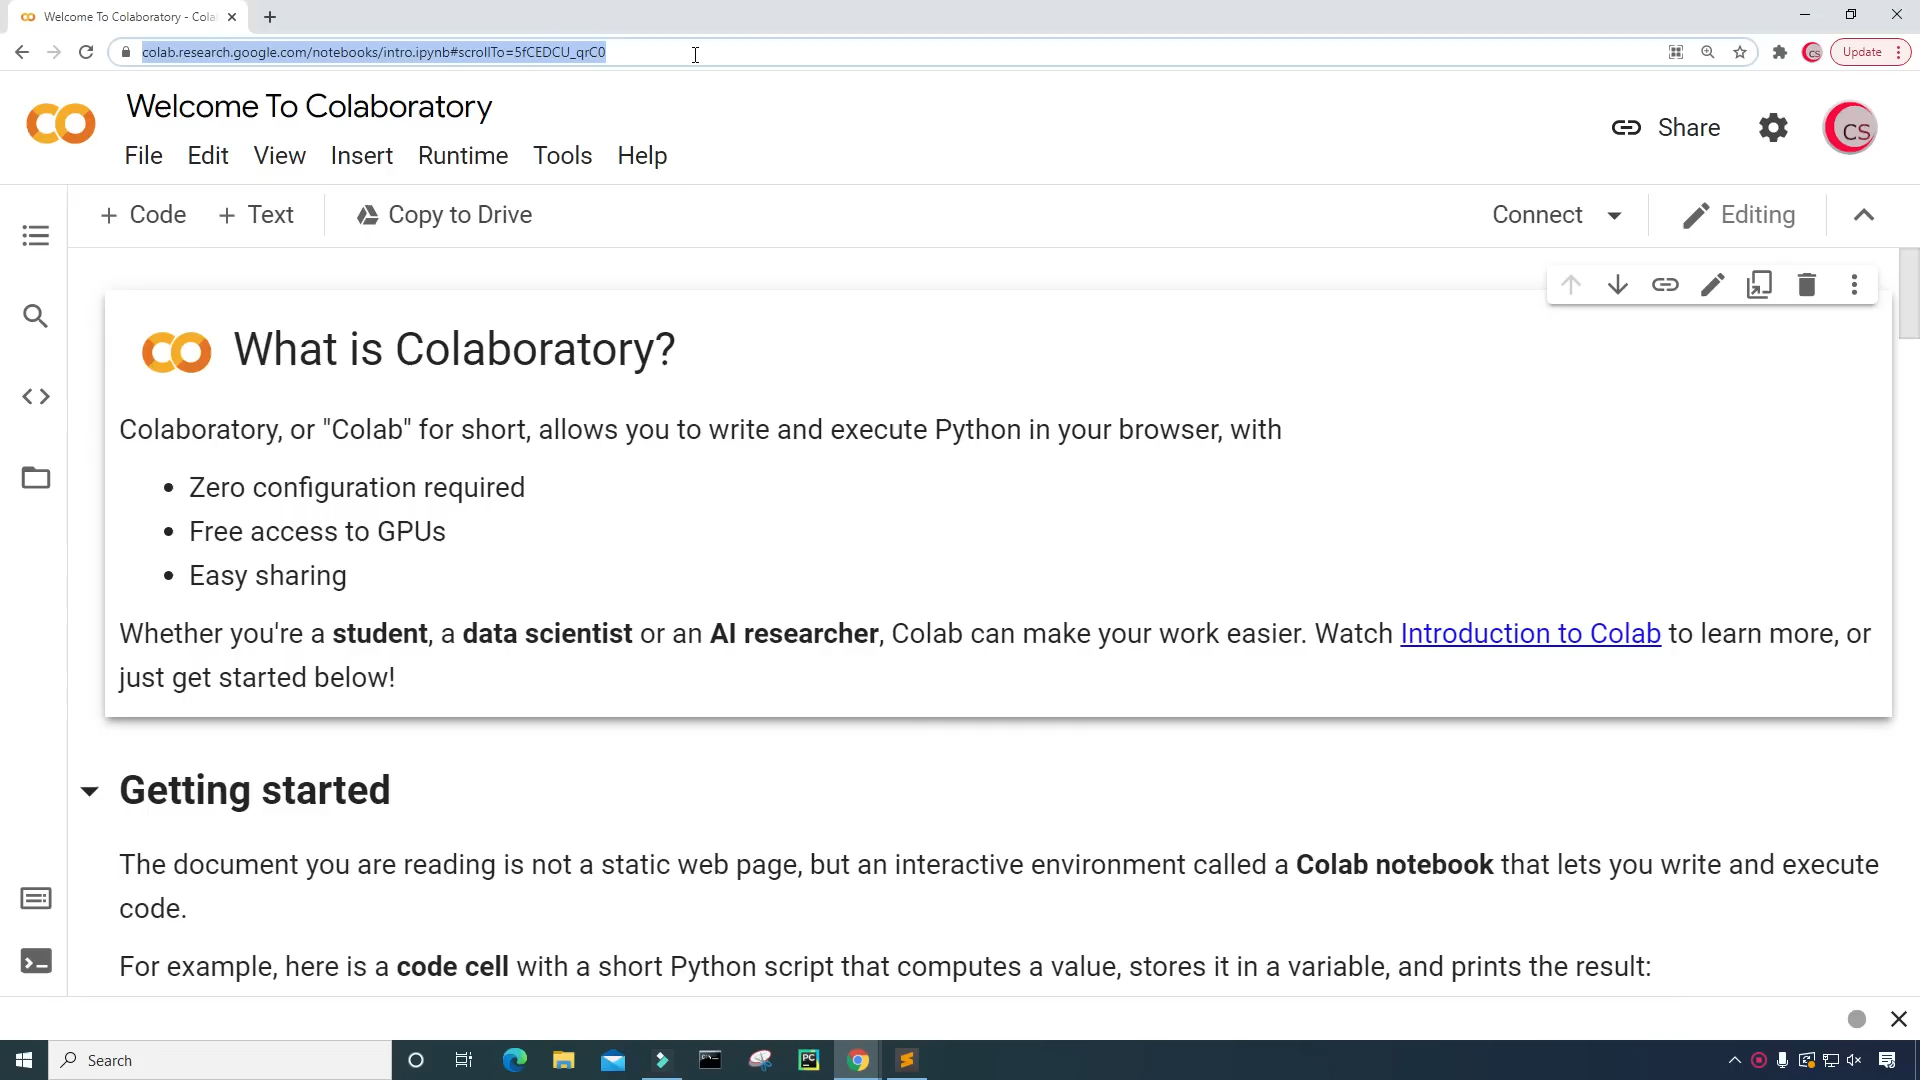 Welcome To Colaboratory - Cola
colab.research.google.com/notebooks/intro.ipynb#scrollTo=5fCEDCU_qrC0
CS
Update
Welcome To Colaboratory
Share
CS
File Edit View Insert Runtime Tools Help
+ Code + Text Copy to Drive Connect Editing
What is Colaboratory?
Colaboratory, or "Colab" for short, allows you to write and execute Python in your browser, with
• Zero configuration required
• Free access to GPUs
• Easy sharing
Whether you're a student, a data scientist or an AI researcher, Colab can make your work easier. Watch Introduction to Colab to learn more, or
just get started below!
Getting started
The document you are reading is not a static web page, but an interactive environment called a Colab notebook that lets you write and execute
code.
For example, here is a code cell with a short Python script that computes a value, stores it in a variable, and prints the result:
Search
PC